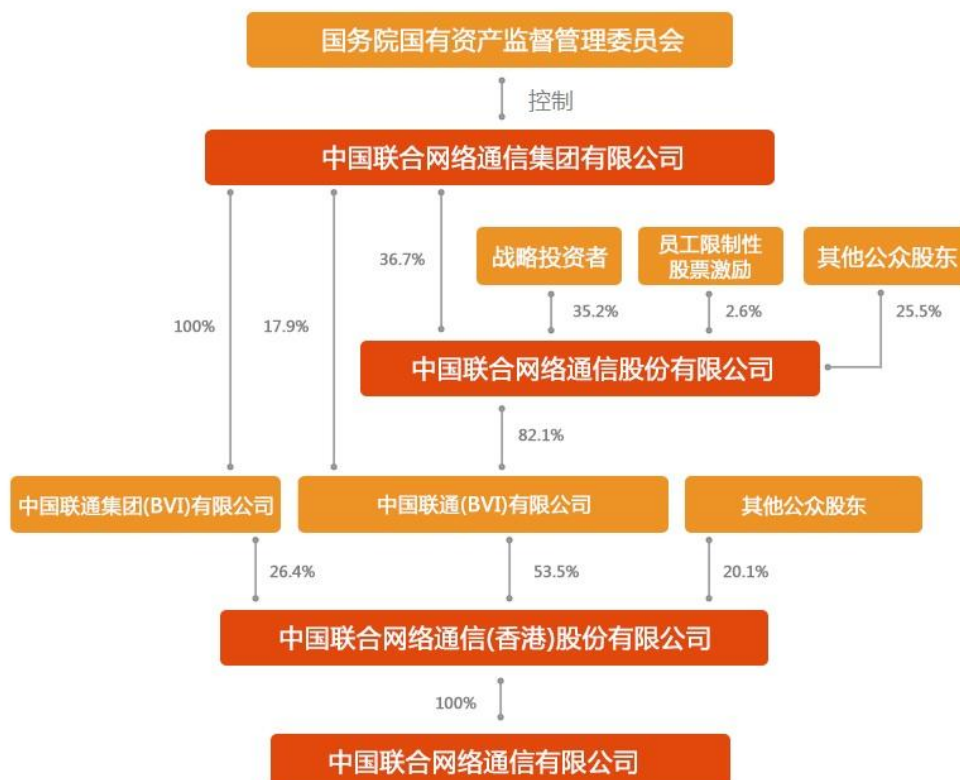 国务院国有资产监督管理委员会
控制
中国联合网络通信集团有限公司
36.7%
战略投资者
员工限制性
股票激励
其他公众股东
100%
17.9%
35.2%
2.6%
25.5%
中国联合网络通信股份有限公司
82.1%
中国联通集团(BVI)有限公司
中国联通(BVI)有限公司
其他公众股东
26.4%
53.5%
20.1%
中国联合网络通信(香港)股份有限公司
100%
中国联合网络通信有限公司